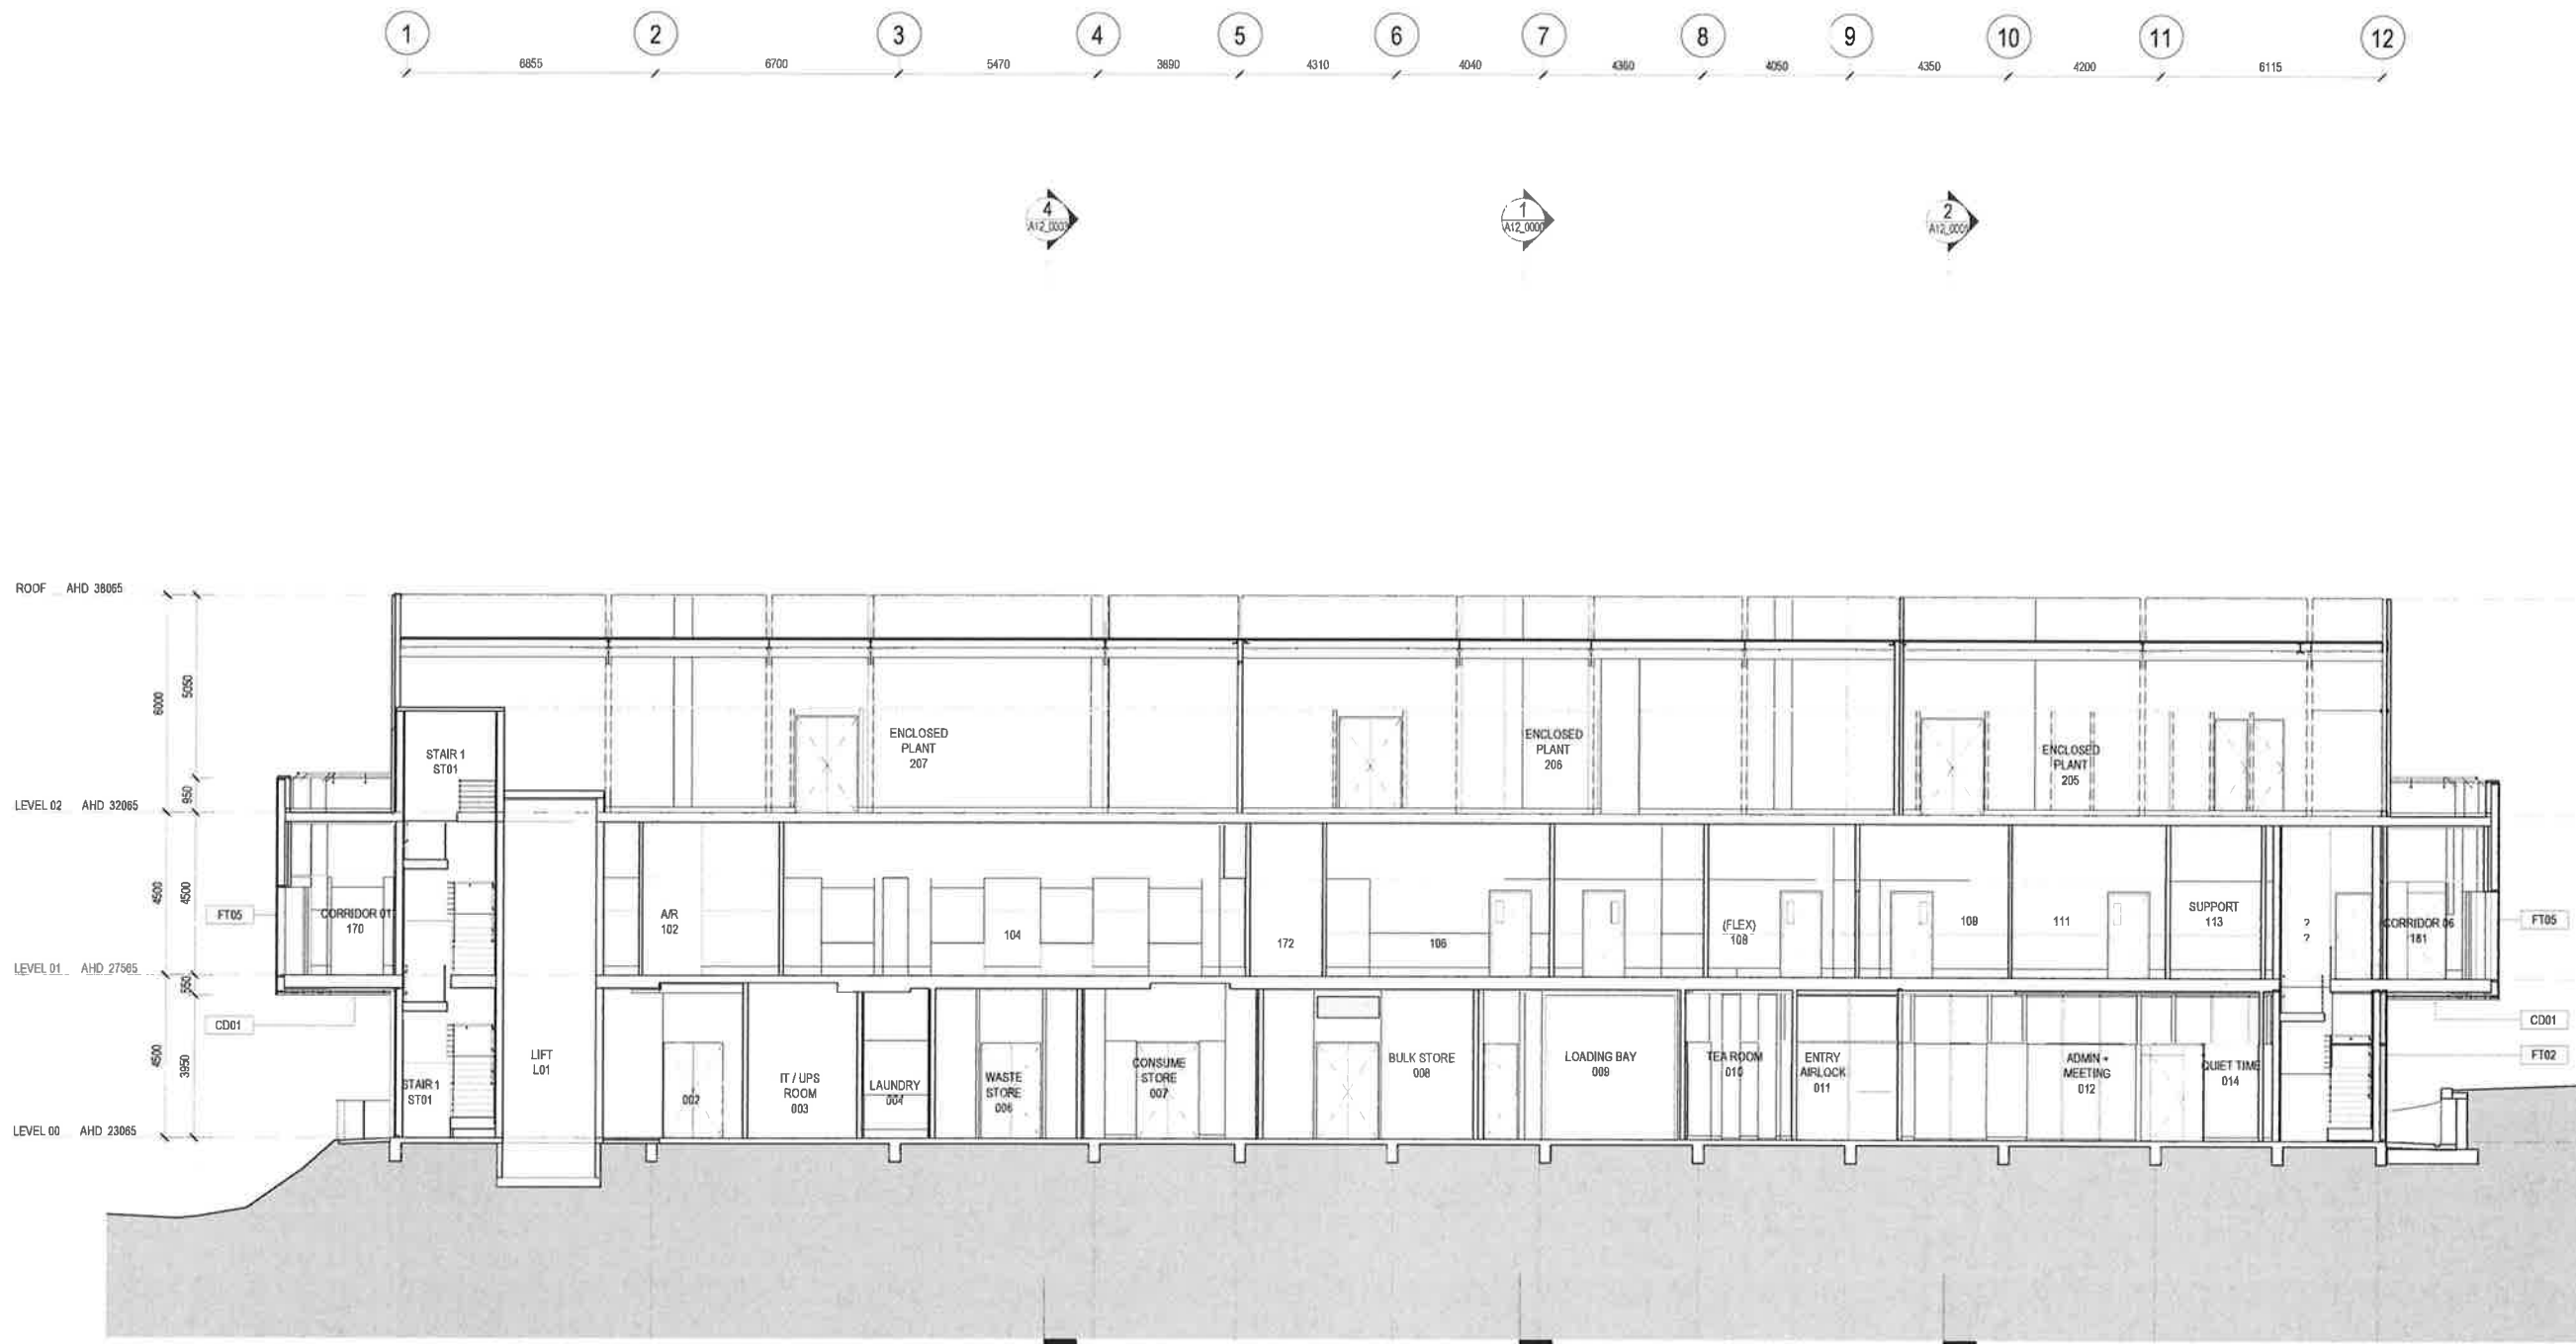 1 2 3 4 5 6 7 8 9 10 11 12
6855 6700 5470 3890 4310 4040 4360 4050 4350 4200 6115
4
A12_0003
1
A12_0000
2
ROOF AHD 38065
6000
5050
ENCLOSED
PLANT
207
ENCLOSED
PLANT
206
ENCLOSED
PLANT
205
STAIR 1
ST01
950
LEVEL 02 AHD 32065
4500
4500
FT05
CORRIDOR 01
170
A/R
102
104
172
106
(FLEX)
108
109
111
SUPPORT
113
?
?
CORRIDOR 06
181
FT05
LEVEL 01 AHD 27565
550
CD01
CD01
FT02
4500
3950
STAIR 1
ST01
LIFT
L01
002
IT / UPS
ROOM
003
LAUNDRY
004
WASTE
STORE
006
CONSUME
STORE
007
BULK STORE
008
LOADING BAY
009
TEA ROOM
010
ENTRY
AIRLOCK
011
ADMIN +
MEETING
012
QUIET TIME
014
LEVEL 00 AHD 23065